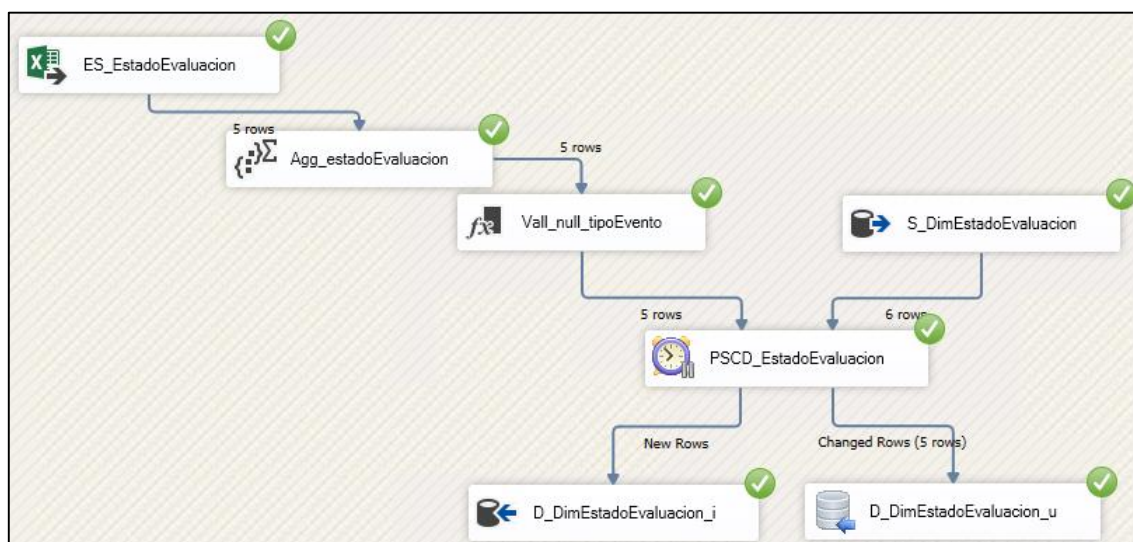 ES_EstadoEvaluacion
5 rows
Agg_estadoEvaluacion
5 rows
Vall_null_tipoEvento
S_DimEstadoEvaluacion
5 rows
6 rows
PSCD_EstadoEvaluacion
New Rows
Changed Rows (5 rows)
D_DimEstadoEvaluacion_i
D_DimEstadoEvaluacion_u